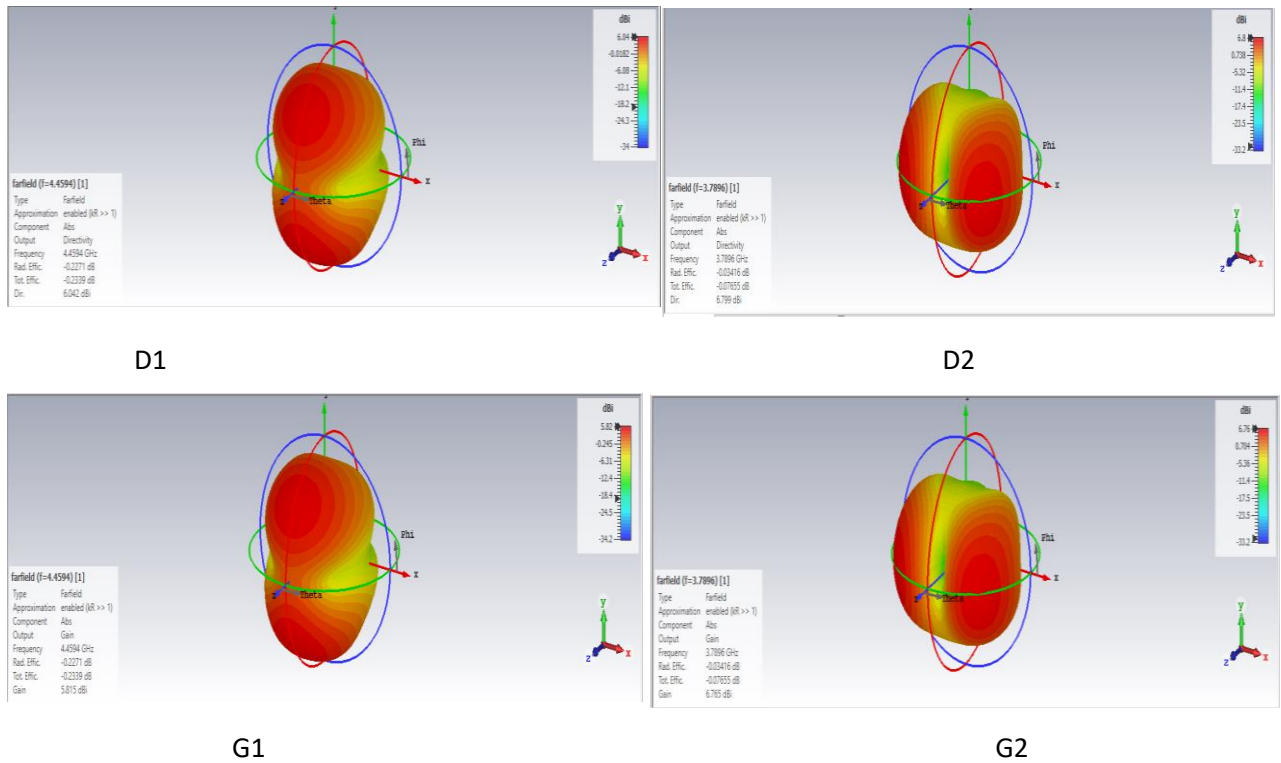 dBi
6.04
-0.0182
-6.08
-12.1
-18.2
-24.3
-34
Phi
x
z Theta
farfield (f=4.4594) [1]
Type Farfield
Approximation enabled (kR >> 1)
Component Abs
Output Directivity
Frequency 4.4594 GHz
Rad. Effic. -0.2271 dB
Tot. Effic. -0.2339 dB
Dir. 6.042 dBi
y
z x
dBi
6.8
0.738
-5.32
-11.4
-17.4
-23.5
-33.2
Phi
x
z Theta
farfield (f=3.7896) [1]
Type Farfield
Approximation enabled (kR >> 1)
Component Abs
Output Directivity
Frequency 3.7896 GHz
Rad. Effic. -0.03416 dB
Tot. Effic. -0.07655 dB
Dir. 6.799 dBi
y
z x
D1
D2
dBi
5.82
-0.245
-6.31
-12.4
-18.4
-24.5
-34.2
Phi
x
z Theta
farfield (f=4.4594) [1]
Type Farfield
Approximation enabled (kR >> 1)
Component Abs
Output Gain
Frequency 4.4594 GHz
Rad. Effic. -0.2271 dB
Tot. Effic. -0.2339 dB
Gain 5.815 dBi
y
z x
dBi
6.76
-5.36
-11.4
-17.5
-23.5
-33.2
Phi
x
z Theta
farfield (f=3.7896) [1]
Type Farfield
Approximation enabled (kR >> 1)
Component Abs
Output Gain
Frequency 3.7896 GHz
Rad. Effic. -0.03416 dB
Tot. Effic. -0.07655 dB
Gain 6.765 dBi
y
z x
G1
G2